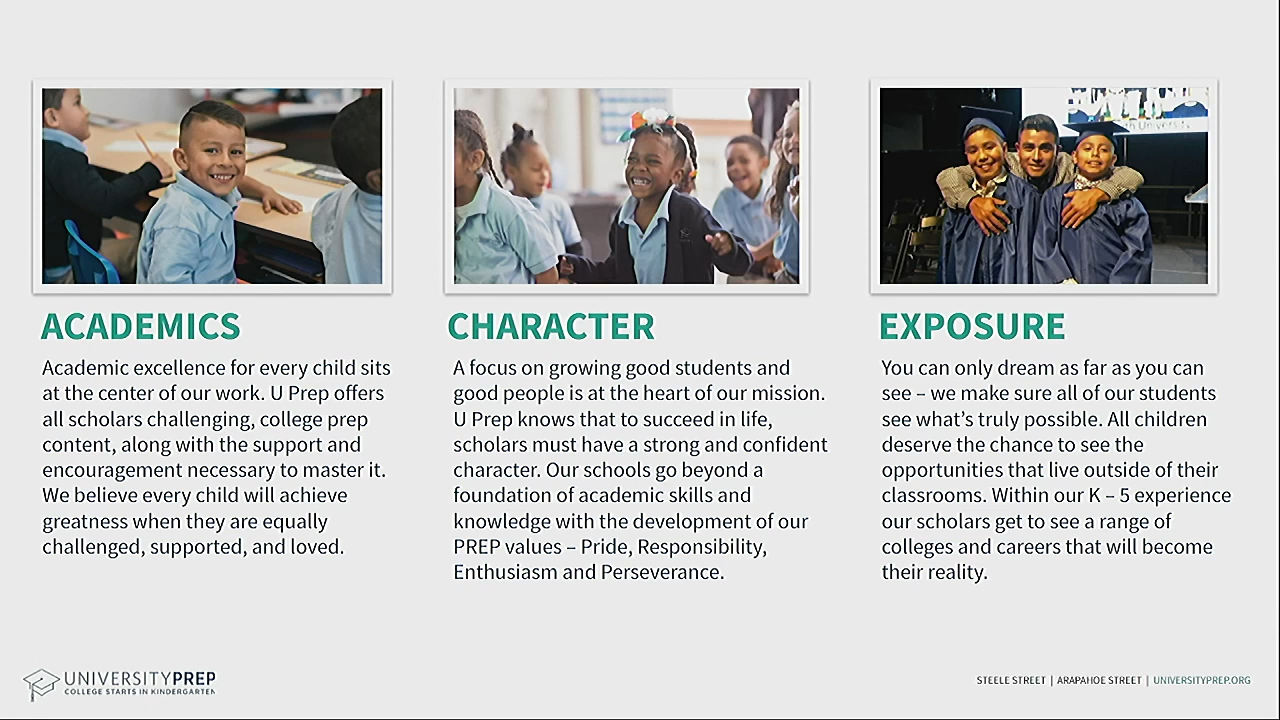 ACADEMICS
Academic excellence for every child sits
at the center of our work. U Prep offers
all scholars challenging, college prep
content, along with the support and
encouragement necessary to master it.
We believe every child will achieve
greatness when they are equally
challenged, supported, and loved.
CHARACTER
A focus on growing good students and
good people is at the heart of our mission.
U Prep knows that to succeed in life,
scholars must have a strong and confident
character. Our schools go beyond a
foundation of academic skills and
knowledge with the development of our
PREP values – Pride, Responsibility,
Enthusiasm and Perseverance.
University
EXPOSURE
You can only dream as far as you can
see – we make sure all of our students
see what’s truly possible. All children
deserve the chance to see the
opportunities that live outside of their
classrooms. Within our K – 5 experience
our scholars get to see a range of
colleges and careers that will become
their reality.
UNIVERSITYPREP
COLLEGE STARTS IN KINDERGARTEN
STEELE STREET | ARAPAHOE STREET | UNIVERSITYPREP.ORG